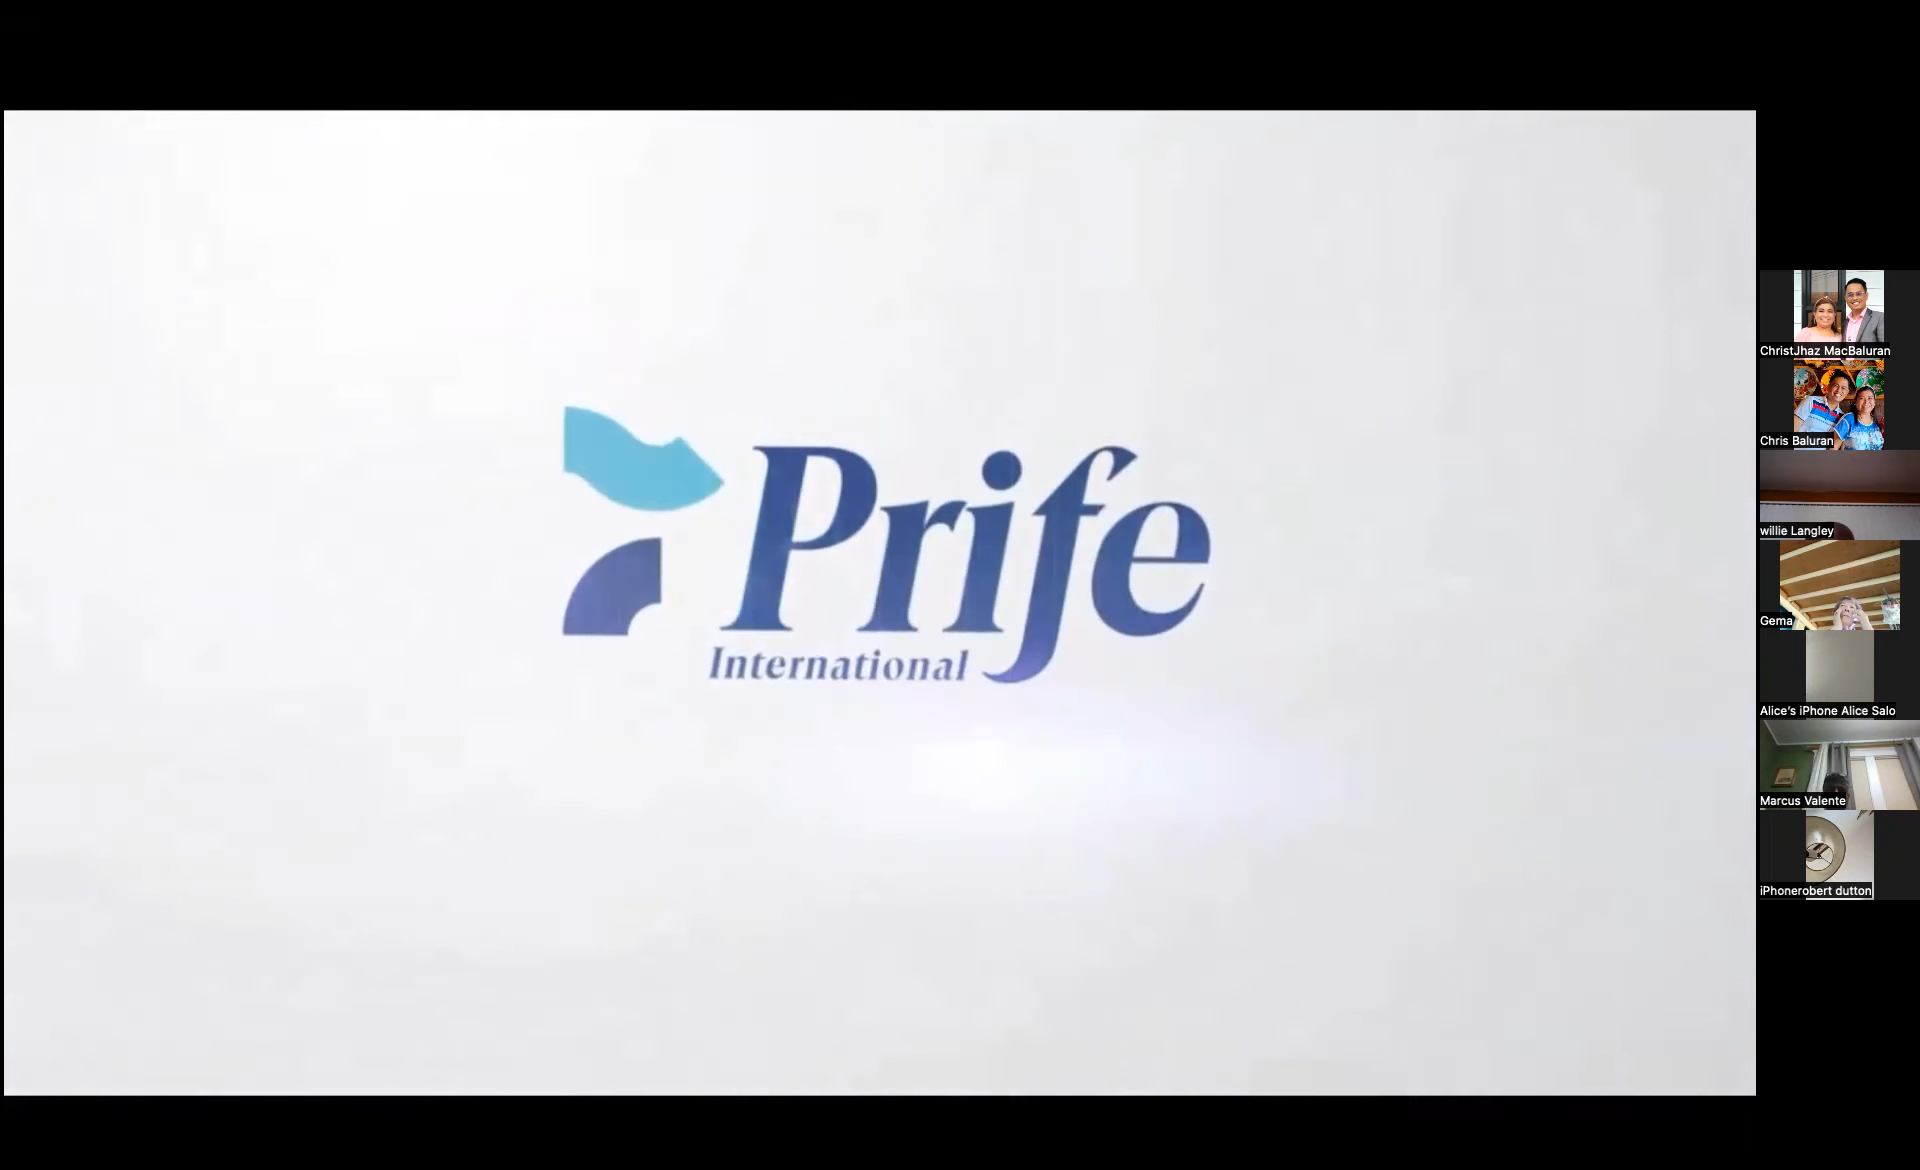 Prife
International
ChristJhaz MacBaluran
Chris Baluran
willie Langley
Gema
Alice's iPhone Alice Salo
Marcus Valente
iPhonerobert dutton